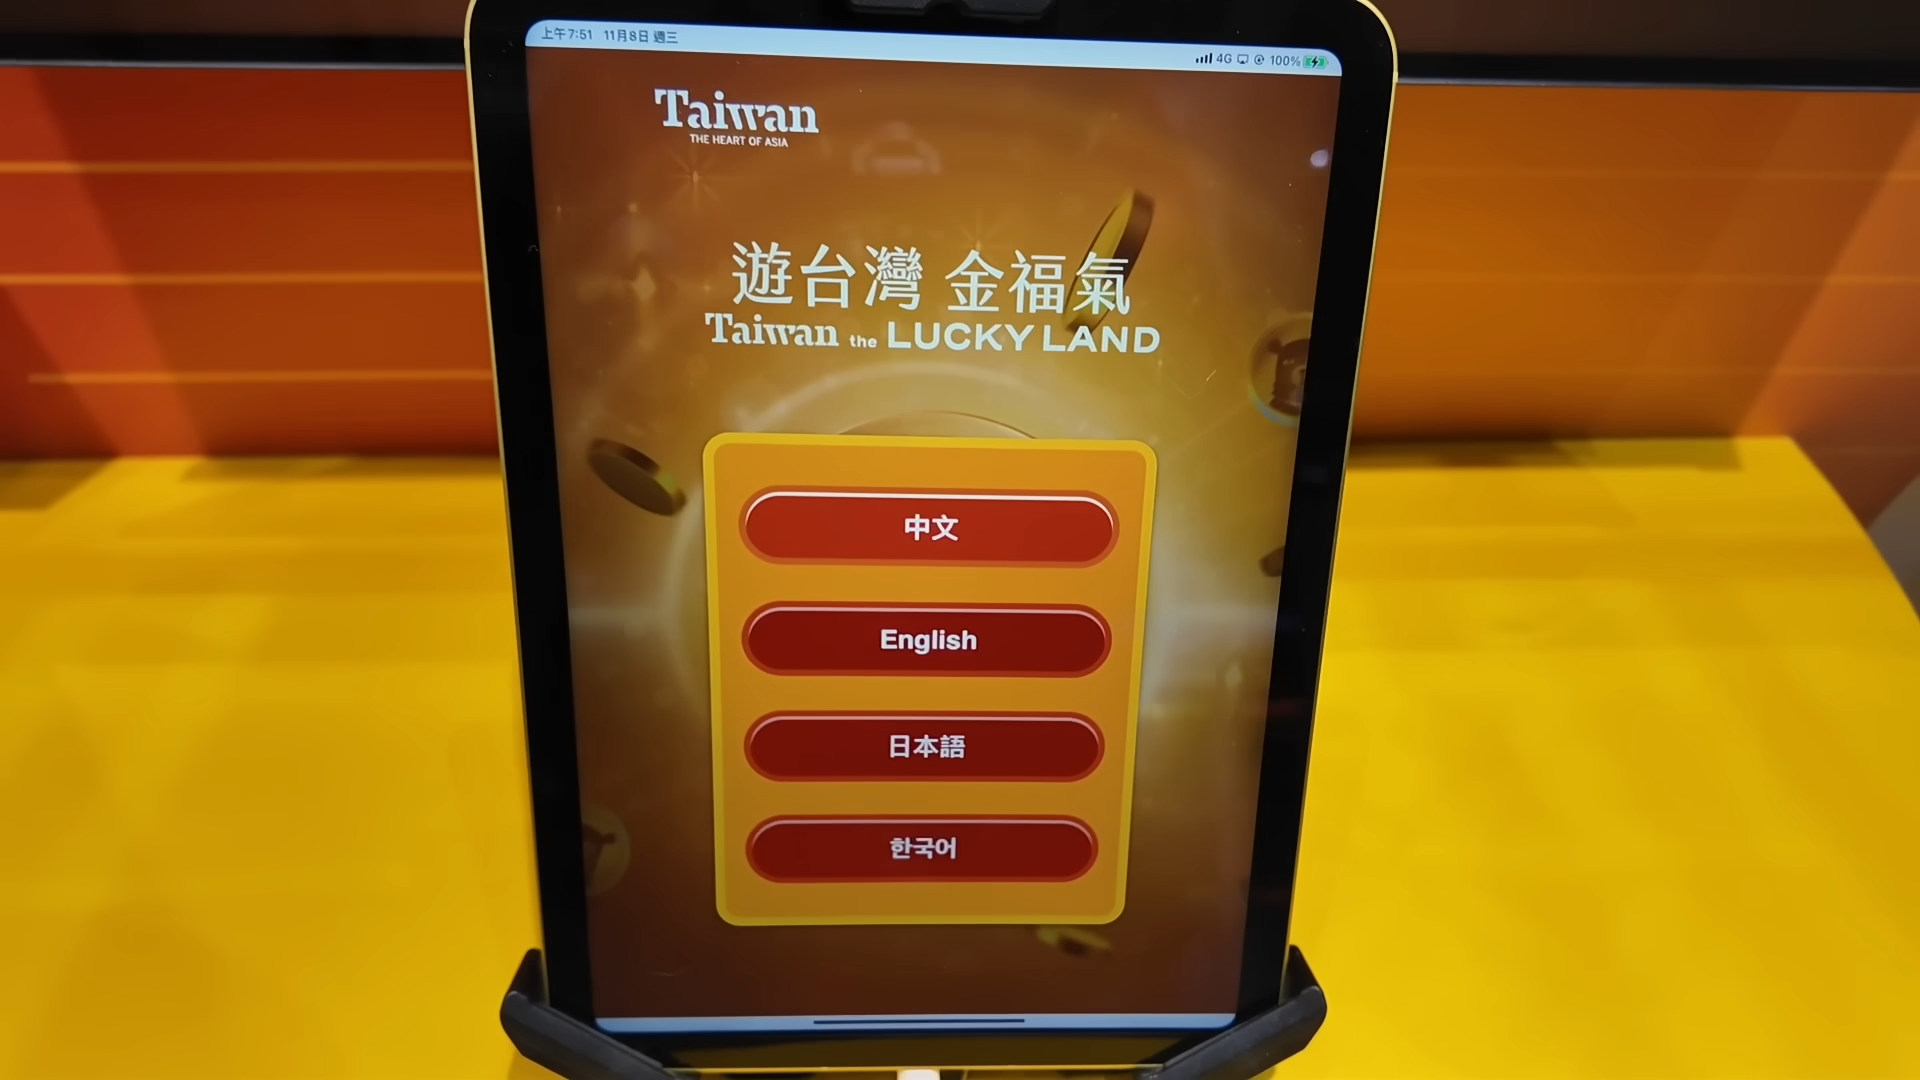 上午7:51 11月8日 週三
4G 100%
Taiwan
THE HEART OF ASIA
遊台灣 金福氣
Taiwan the LUCKY LAND
中文
English
日本語
한국어